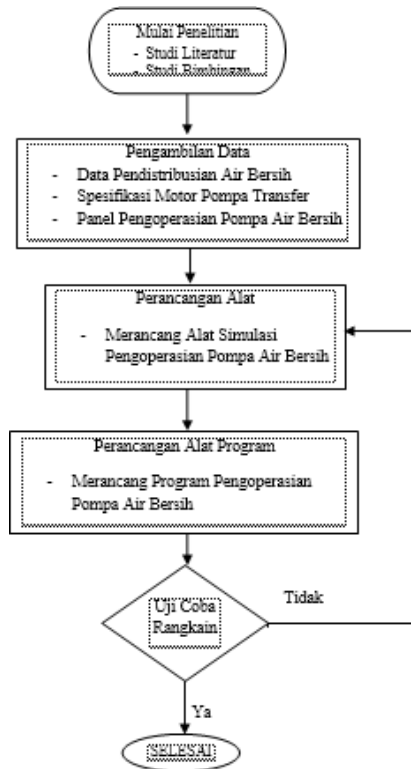 Mulai Penelitian
- Studi Literatur
- Studi Bimbingan
Pengambilan Data
- Data Pendistribusian Air Bersih
- Spesifikasi Motor Pompa Transfer
- Panel Pengoperasian Pompa Air Bersih
Perancangan Alat
- Merancang Alat Simulasi
Pengoperasian Pompa Air Bersih
Perancangan Alat Program
- Merancang Program Pengoperasian
Pompa Air Bersih
Uji Coba
Rangkain
Tidak
Ya
SELESAI